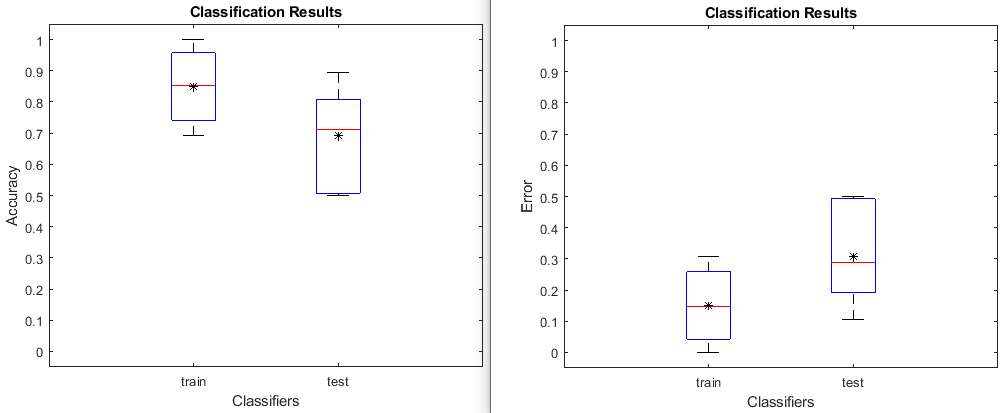 Classification Results
1
0.9
0.8
0.7
0.6
0.5
0.4
0.3
0.2
0.1
0
Accuracy
train test
Classifiers
Classification Results
1
0.9
0.8
0.7
0.6
0.5
0.4
0.3
0.2
0.1
0
Error
train test
Classifiers